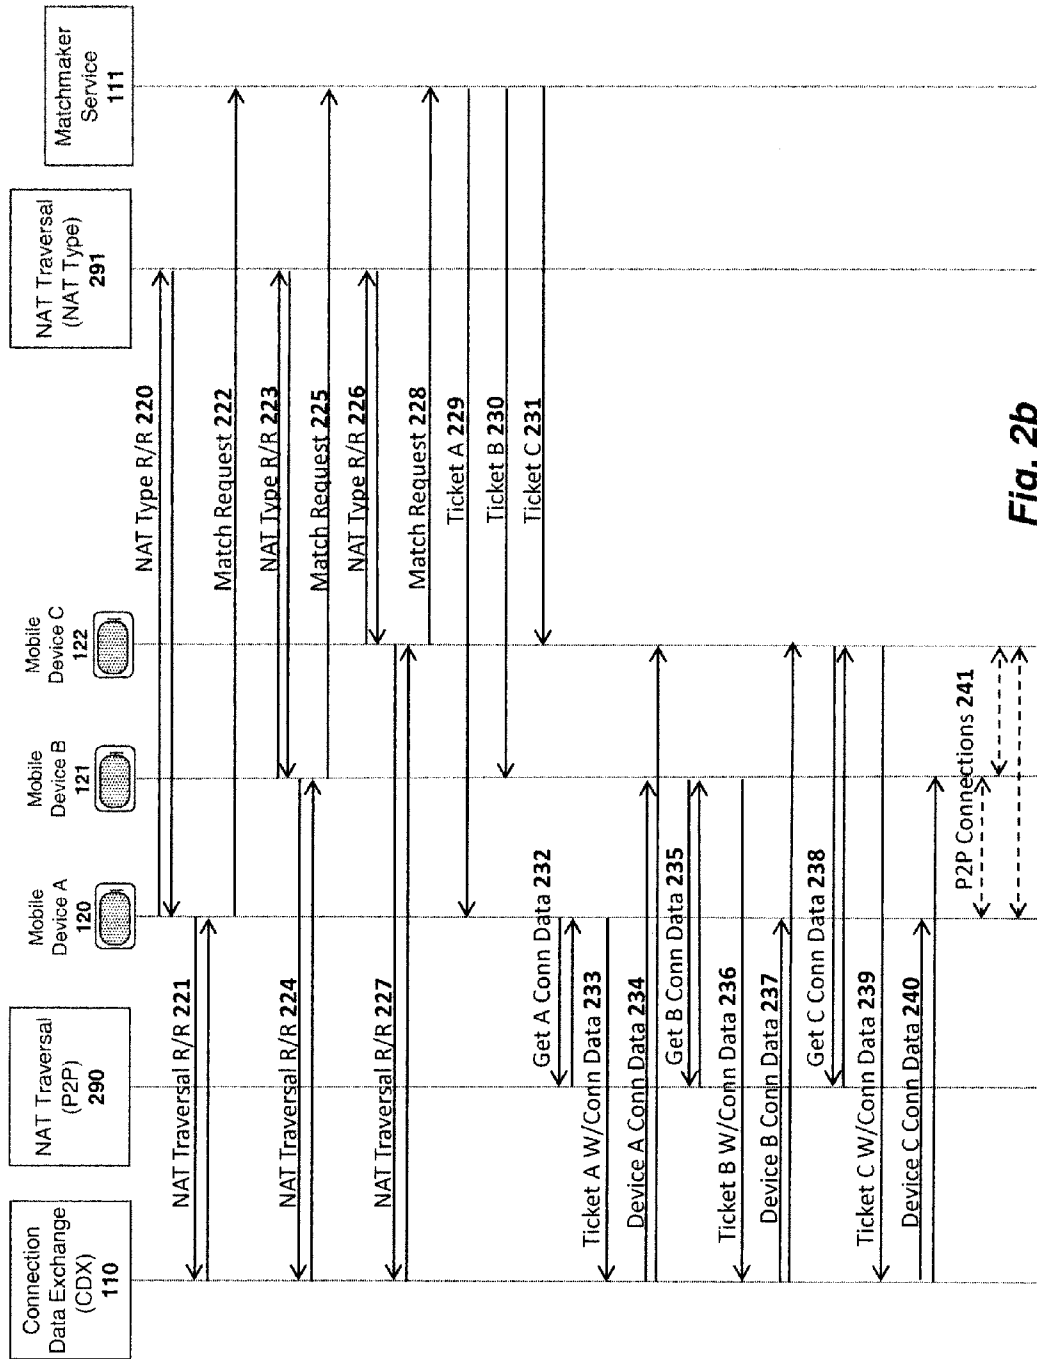 Connection
Data Exchange
(CDX)
110
NAT Traversal
(P2P)
290
Mobile
Device A
120
Mobile
Device B
121
Mobile
Device C
122
NAT Traversal
(NAT Type)
291
Matchmaker
Service
111
NAT Type R/R 220
NAT Traversal R/R 221
Match Request 222
NAT Type R/R 223
NAT Traversal R/R 224
Match Request 225
NAT Type R/R 226
NAT Traversal R/R 227
Match Request 228
Ticket A 229
Ticket B 230
Ticket C 231
Get A Conn Data 232
Ticket A W/Conn Data 233
Device A Conn Data 234
Get B Conn Data 235
Ticket B W/Conn Data 236
Device B Conn Data 237
Get C Conn Data 238
Ticket C W/Conn Data 239
Device C Conn Data 240
P2P Connections 241
Fig. 2b